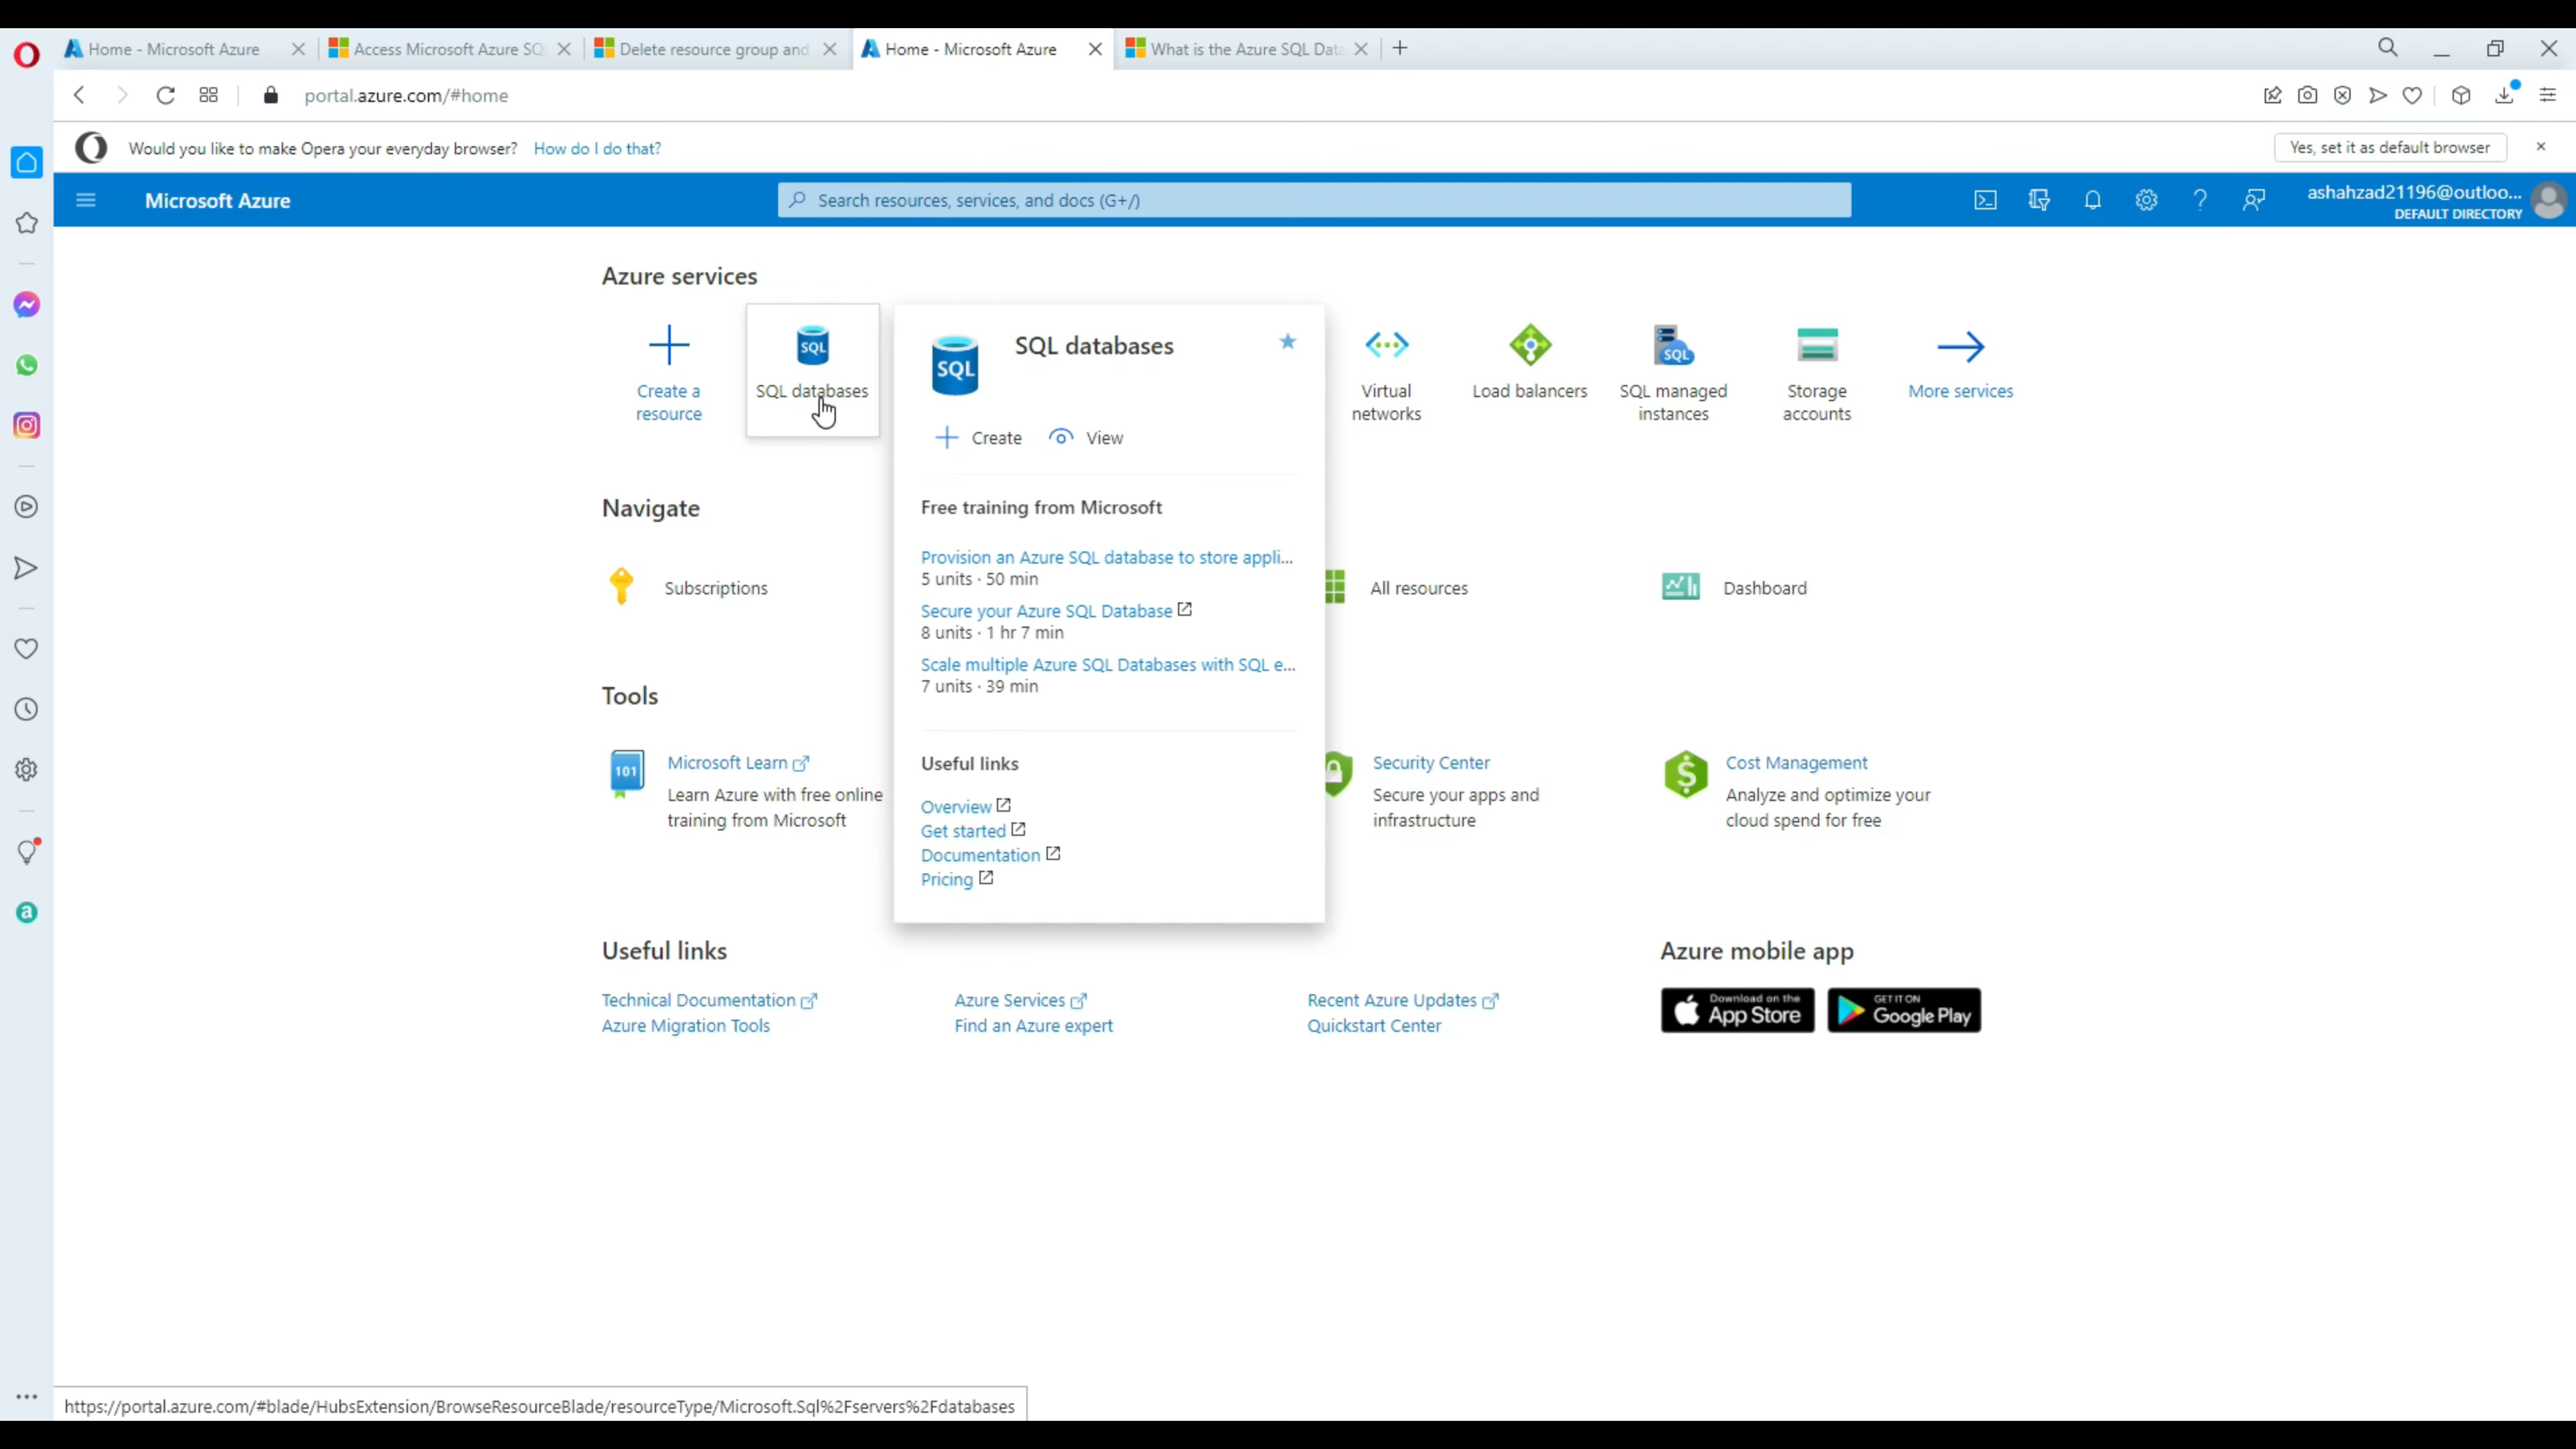 Home - Microsoft Azure
Access Microsoft Azure SQ
Delete resource group and
Home - Microsoft Azure
What is the Azure SQL Data
portal.azure.com/#home
Would you like to make Opera your everyday browser? How do I do that?
Yes, set it as default browser
Microsoft Azure
Search resources, services, and docs (G+/)
ashahzad21196@outloo...
DEFAULT DIRECTORY
Azure services
Create a
resource
SQL
SQL databases
SQL
SQL databases
Create
View
Free training from Microsoft
Provision an Azure SQL database to store appli...
5 units · 50 min
Secure your Azure SQL Database
8 units · 1 hr 7 min
Scale multiple Azure SQL Databases with SQL e...
7 units · 39 min
Useful links
Overview
Get started
Documentation
Pricing
Virtual
networks
Load balancers
SQL
SQL managed
instances
Storage
accounts
More services
Navigate
Subscriptions
All resources
Dashboard
Tools
101
Microsoft Learn
Learn Azure with free online
training from Microsoft
Security Center
Secure your apps and
infrastructure
Cost Management
Analyze and optimize your
cloud spend for free
Useful links
Technical Documentation
Azure Migration Tools
Azure Services
Find an Azure expert
Recent Azure Updates
Quickstart Center
Azure mobile app
Download on the
App Store
GET IT ON
Google Play
https://portal.azure.com/#blade/HubsExtension/BrowseResourceBlade/resourceType/Microsoft.Sql%2Fservers%2Fdatabases